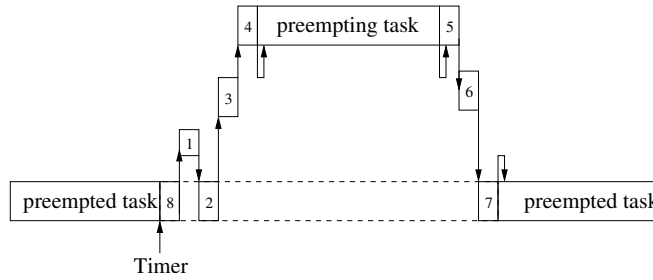 4 preempting task 5
3 6
1
preempted task 8 2 7 preempted task
Timer